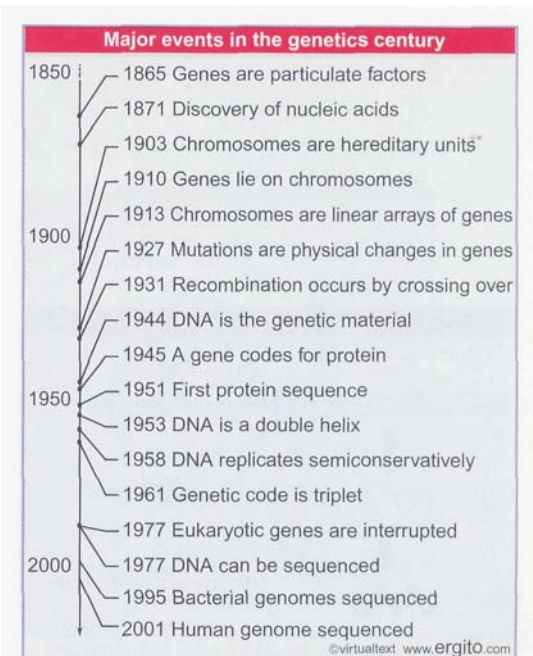 Major events in the genetics century
1850
1865 Genes are particulate factors
1871 Discovery of nucleic acids
1903 Chromosomes are hereditary units
1910 Genes lie on chromosomes
1913 Chromosomes are linear arrays of genes
1900
1927 Mutations are physical changes in genes
1931 Recombination occurs by crossing over
1944 DNA is the genetic material
1945 A gene codes for protein
1951 First protein sequence
1950
1953 DNA is a double helix
1958 DNA replicates semiconservatively
1961 Genetic code is triplet
1977 Eukaryotic genes are interrupted
1977 DNA can be sequenced
2000
1995 Bacterial genomes sequenced
2001 Human genome sequenced
©virtualtext www.ergito.com